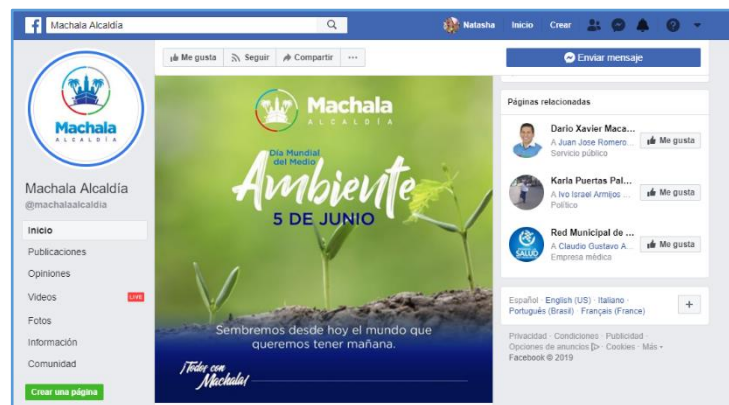 Machala Alcaldía
Natasha
Inicio
Crear
Me gusta
Seguir
Compartir
Enviar mensaje
Machala
Machala Alcaldía
@machalaalcaldia
Inicio
Publicaciones
Opiniones
Videos
LIVE
Fotos
Información
Comunidad
Crear una página
Machala
ALCALDÍA
Día Mundial
del Medio
Ambiente
5 DE JUNIO
Sembremos desde hoy el mundo que
queremos tener mañana.
¡Todos con
Machala!
Páginas relacionadas
Dario Xavier Maca...
A Juan Jose Romero...
Servicio público
Me gusta
Karla Puertas Pal...
A Ivo Israel Armijos ...
Político
Me gusta
SALUD
Red Municipal de ...
A Claudio Gustavo A...
Empresa médica
Me gusta
Español · English (US) · Italiano ·
Português (Brasil) · Français (France)
Privacidad · Condiciones · Publicidad ·
Opciones de anuncios · Cookies · Más
Facebook © 2019